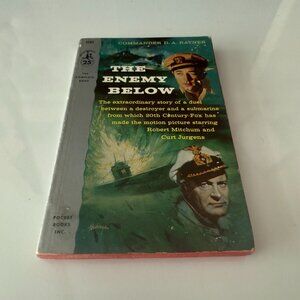 COMMANDER D. A. RAYNER
25¢
THE
ENEMY
BELOW
The extraordinary story of a duel
between a destroyer and a submarine
from which 20th Century-Fox has
made the motion picture starring
Robert Mitchum and
Curt Jurgens
POCKET
BOOKS
INC.